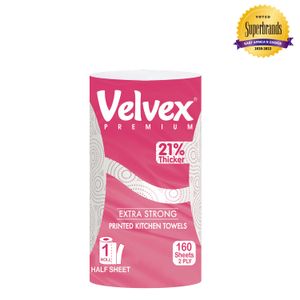 VOTED
Superbrands
EAST AFRICA'S CHOICE
Velvex®
PREMIUM
21%
Thicker
EXTRA STRONG
PRINTED KITCHEN TOWELS
1
ROLL
HALF SHEET
160
Sheets
2 PLY